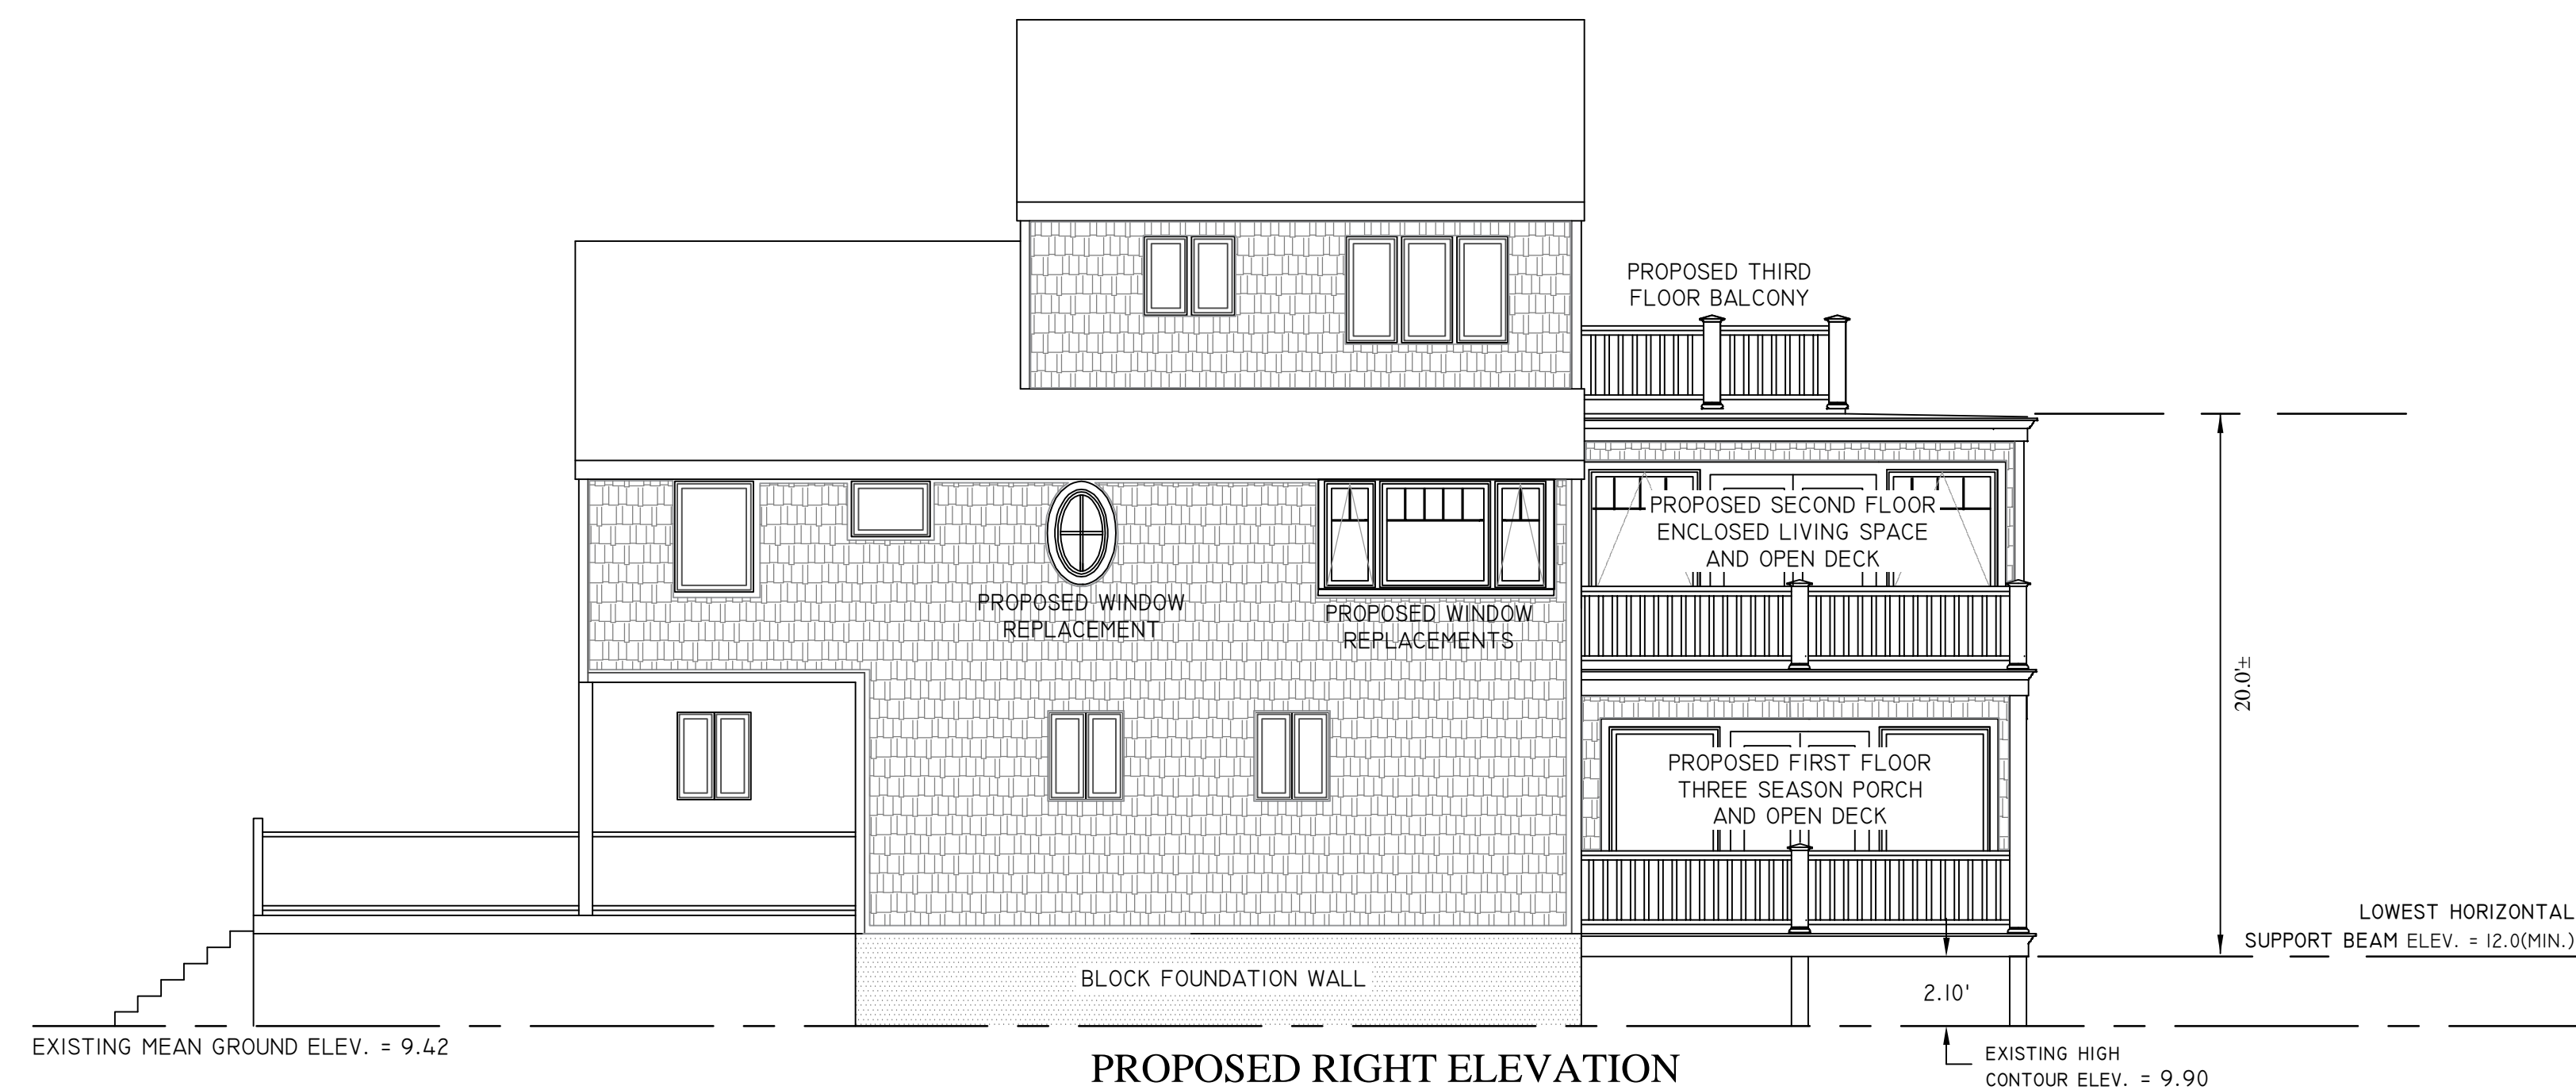 PROPOSED THIRD
FLOOR BALCONY
PROPOSED SECOND FLOOR
ENCLOSED LIVING SPACE
AND OPEN DECK
PROPOSED WINDOW
REPLACEMENT
PROPOSED WINDOW
REPLACEMENTS
20.0'±
PROPOSED FIRST FLOOR
THREE SEASON PORCH
AND OPEN DECK
LOWEST HORIZONTAL
SUPPORT BEAM ELEV. = 12.0(MIN.)
BLOCK FOUNDATION WALL
2.10'
EXISTING MEAN GROUND ELEV. = 9.42
PROPOSED RIGHT ELEVATION
EXISTING HIGH
CONTOUR ELEV. = 9.90